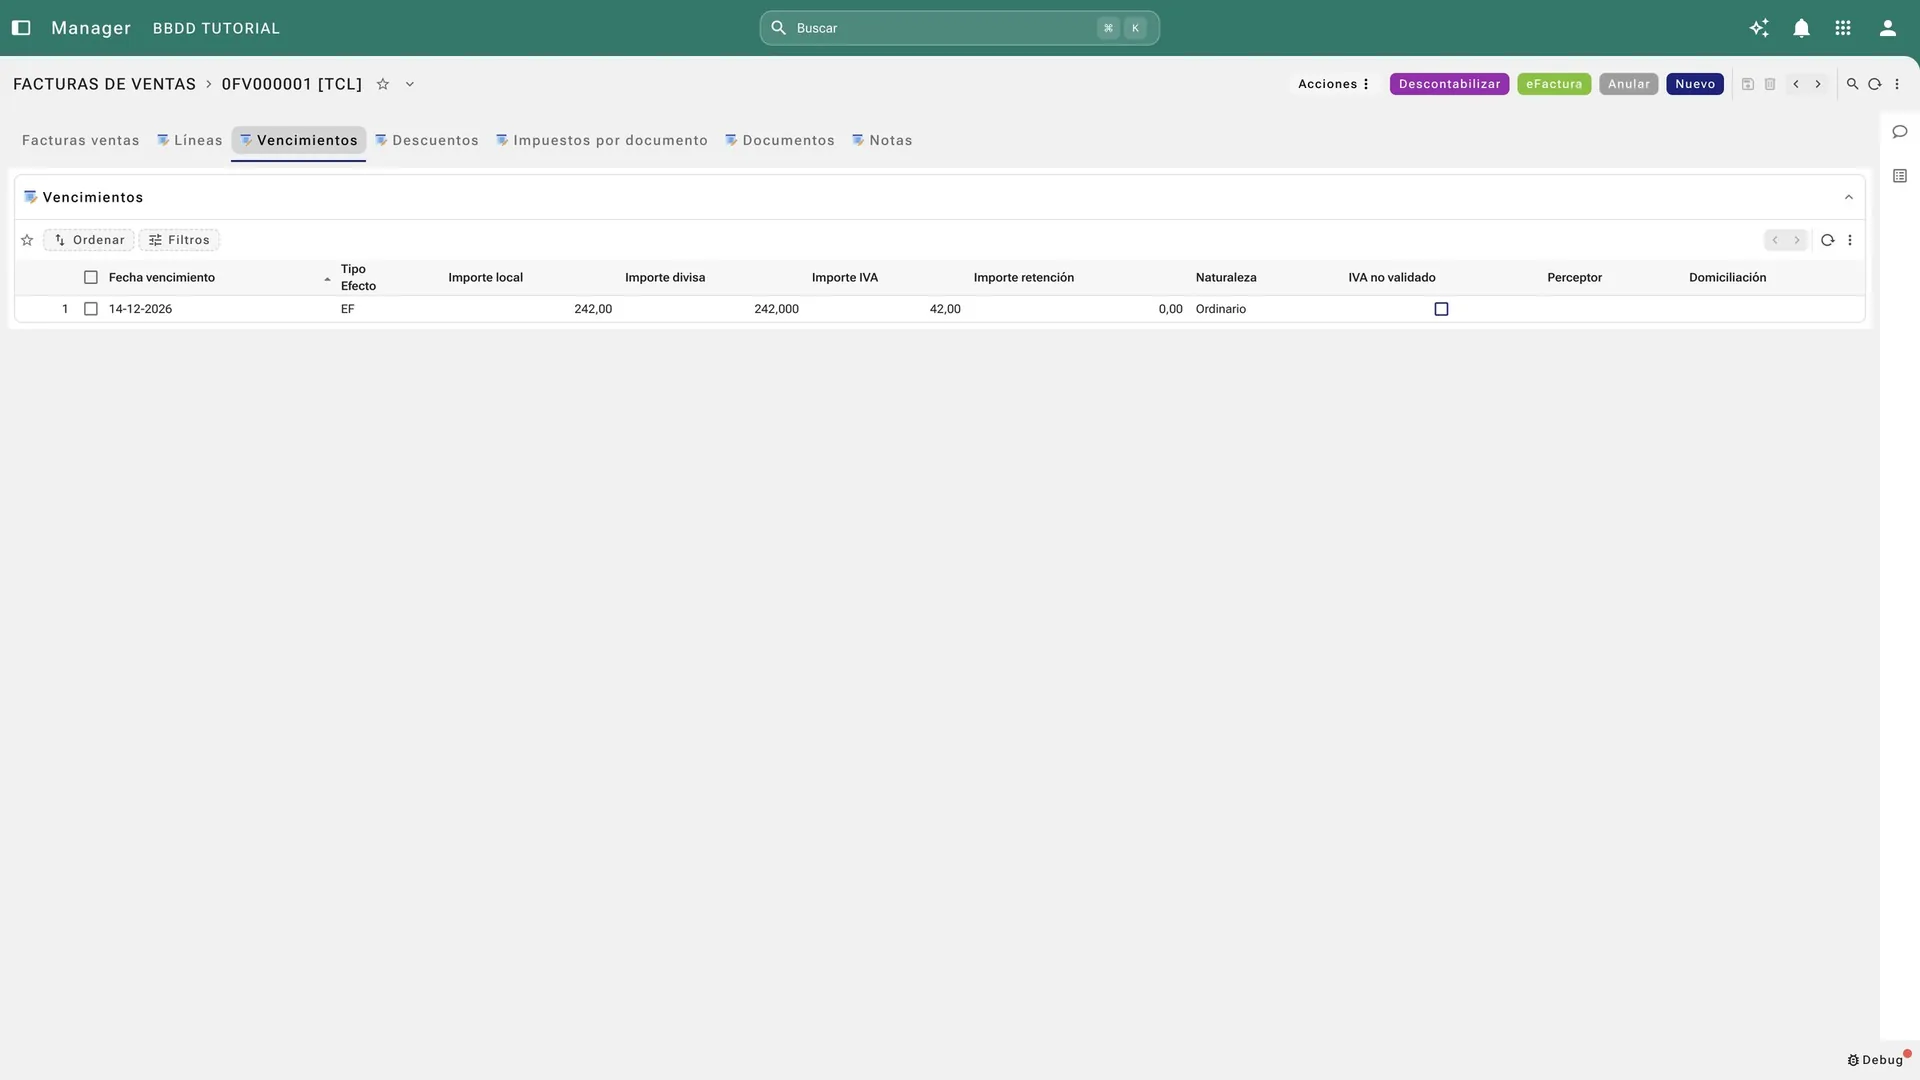 Manager BBDD TUTORIAL Buscar ⌘ K
FACTURAS DE VENTAS > 0FV000001 [TCL] Acciones Descontabilizar eFactura Anular Nuevo
Facturas ventas Líneas Vencimientos Descuentos Impuestos por documento Documentos Notas
Vencimientos
Ordenar Filtros
Fecha vencimiento Tipo Efecto Importe local Importe divisa Importe IVA Importe retención Naturaleza IVA no validado Perceptor Domiciliación
1 14-12-2026 EF 242,00 242,000 42,00 0,00 Ordinario
Debug